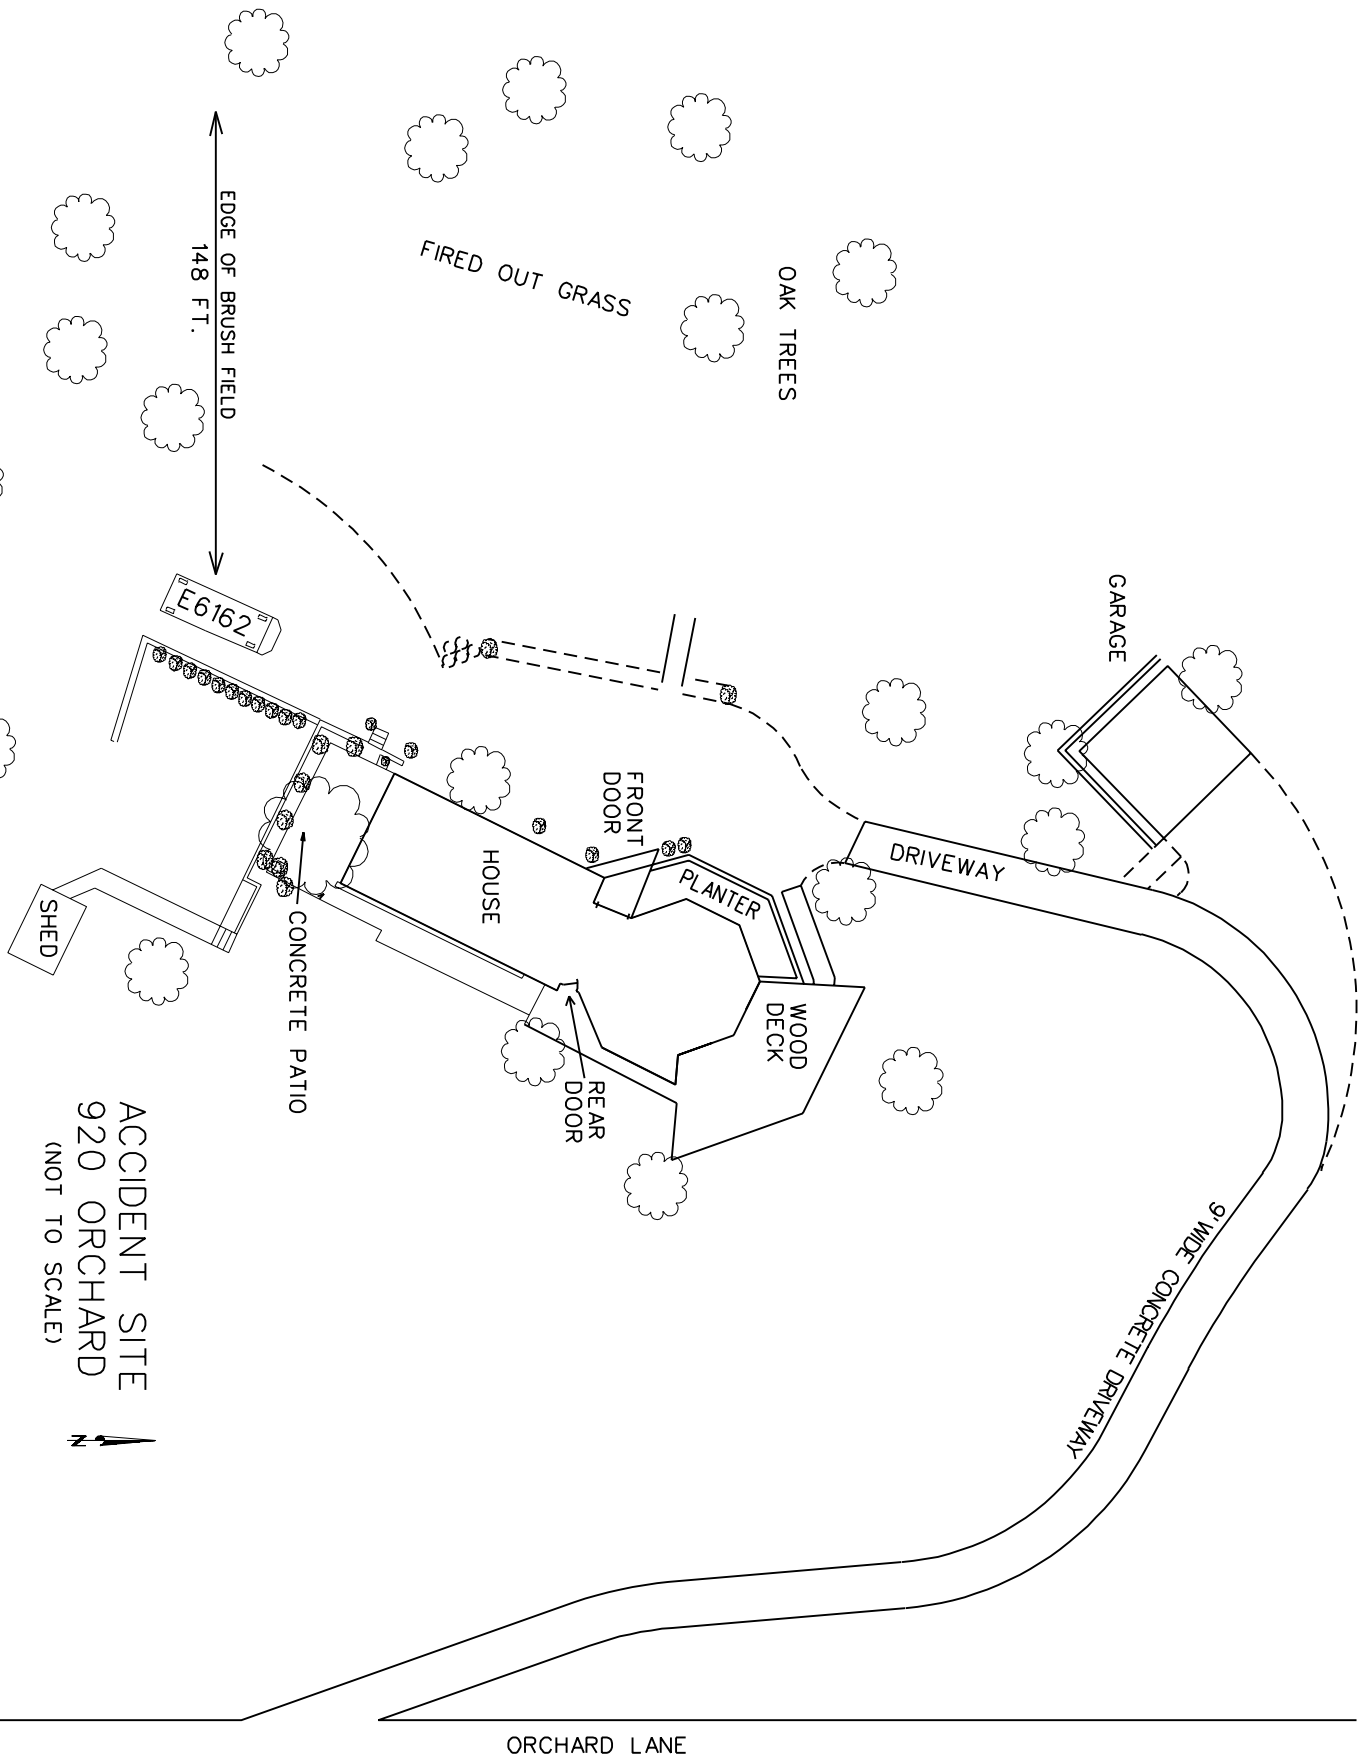 EDGE OF BRUSH FIELD
148 FT.
FIRED OUT GRASS
OAK TREES
E6162
GARAGE
FRONT
DOOR
DRIVEWAY
PLANTER
HOUSE
SHED
CONCRETE PATIO
WOOD
DECK
REAR
DOOR
9' WIDE CONCRETE DRIVEWAY
ACCIDENT SITE
920 ORCHARD
(NOT TO SCALE)
N
ORCHARD LANE